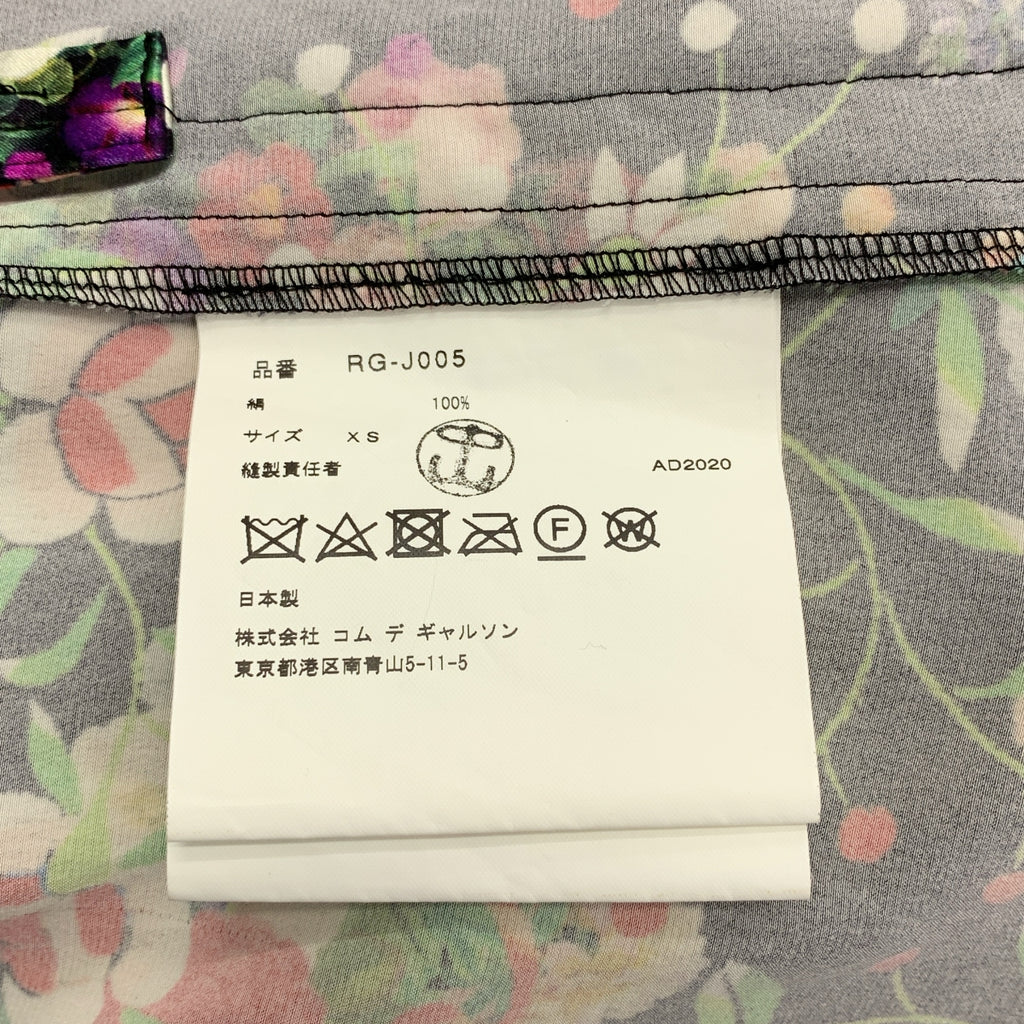 品番 RG-J005
絹 100%
サイズ XS
縫製責任者 AD2020
F W
日本製
株式会社 コム デ ギャルソン
東京都港区南青山5-11-5